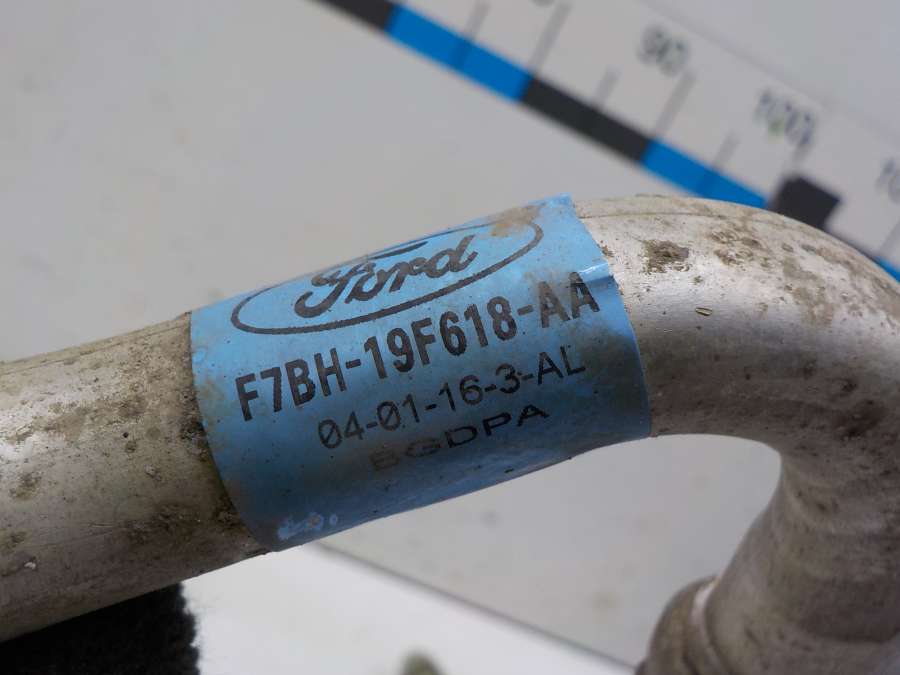 90
100
Ford
F7BH-19F618-AA
04-01-16-3-AL
BGDPA